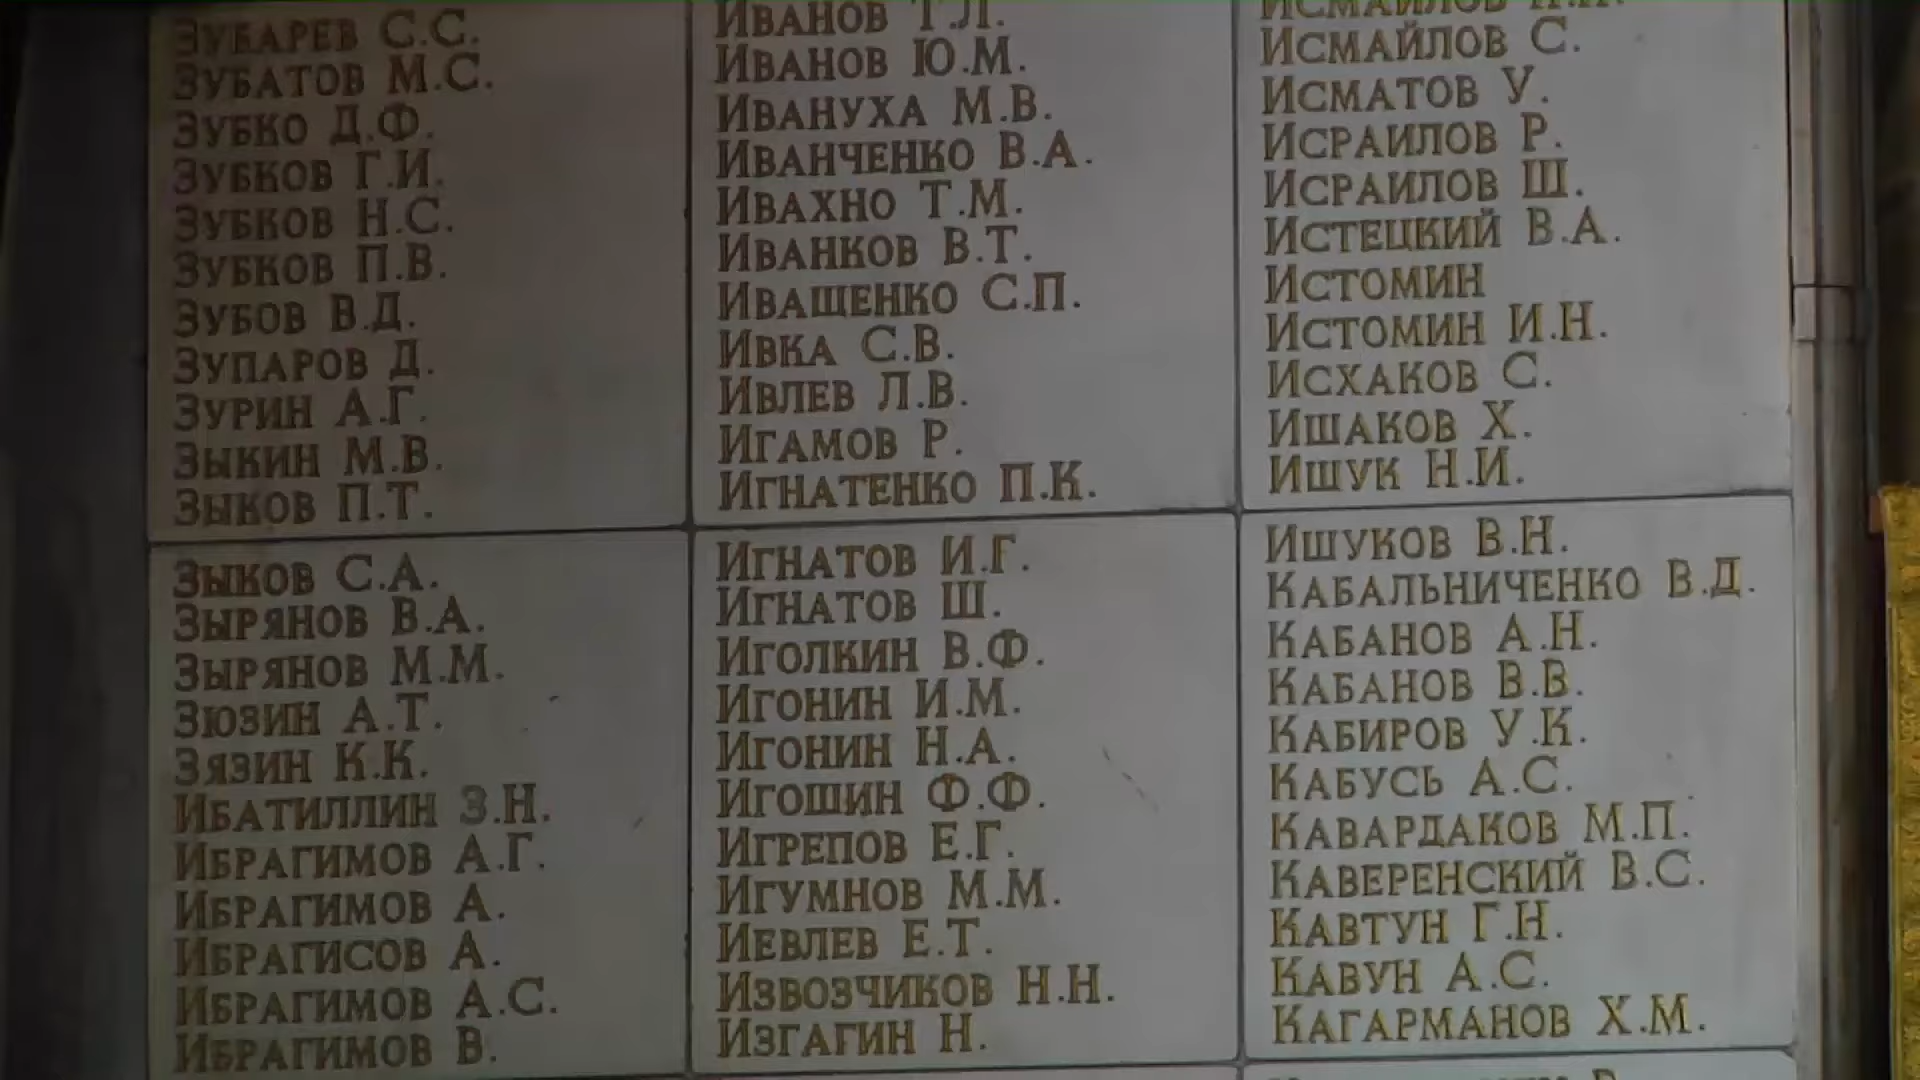 Зубарев С.С.
Зубатов М.С.
Зубко Д.Ф.
Зубков Г.И.
Зубков Н.С.
Зубков П.В.
Зубов В.Д.
Зупаров Д.
Зурин А.Г.
Зыкин М.В.
Зыков П.Т.
Зыков С.А.
Зырянов В.А.
Зырянов М.М.
Зюзин А.Т.
Зязин К.К.
Ибатиллин З.Н.
Ибрагимов А.Г.
Ибрагимов А.
Ибрагисов А.
Ибрагимов А.С.
Ибрагимов В.
Иванов Т.Л.
Иванов Ю.М.
Ивануха М.В.
Иванченко В.А.
Ивахно Т.М.
Иванков В.Т.
Иващенко С.П.
Ивка С.В.
Ивлев Л.В.
Игамов Р.
Игнатенко П.К.
Игнатов И.Г.
Игнатов Ш.
Иголкин В.Ф.
Игонин И.М.
Игонин Н.А.
Игошин Ф.Ф.
Игрепов Е.Г.
Игумнов М.М.
Иевлев Е.Т.
Извозчиков Н.Н.
Изгагин Н.
Исмаилов
Исмайлов С.
Исматов У.
Исраилов Р.
Исраилов Ш.
Истецкий В.А.
Истомин
Истомин И.Н.
Исхаков С.
Ишаков Х.
Ишук Н.И.
Ишуков В.Н.
Кабальниченко В.Д.
Кабанов А.Н.
Кабанов В.В.
Кабиров У.К.
Кабусь А.С.
Кавардаков М.П.
Каверенский В.С.
Кавтун Г.Н.
Кавун А.С.
Кагарманов Х.М.